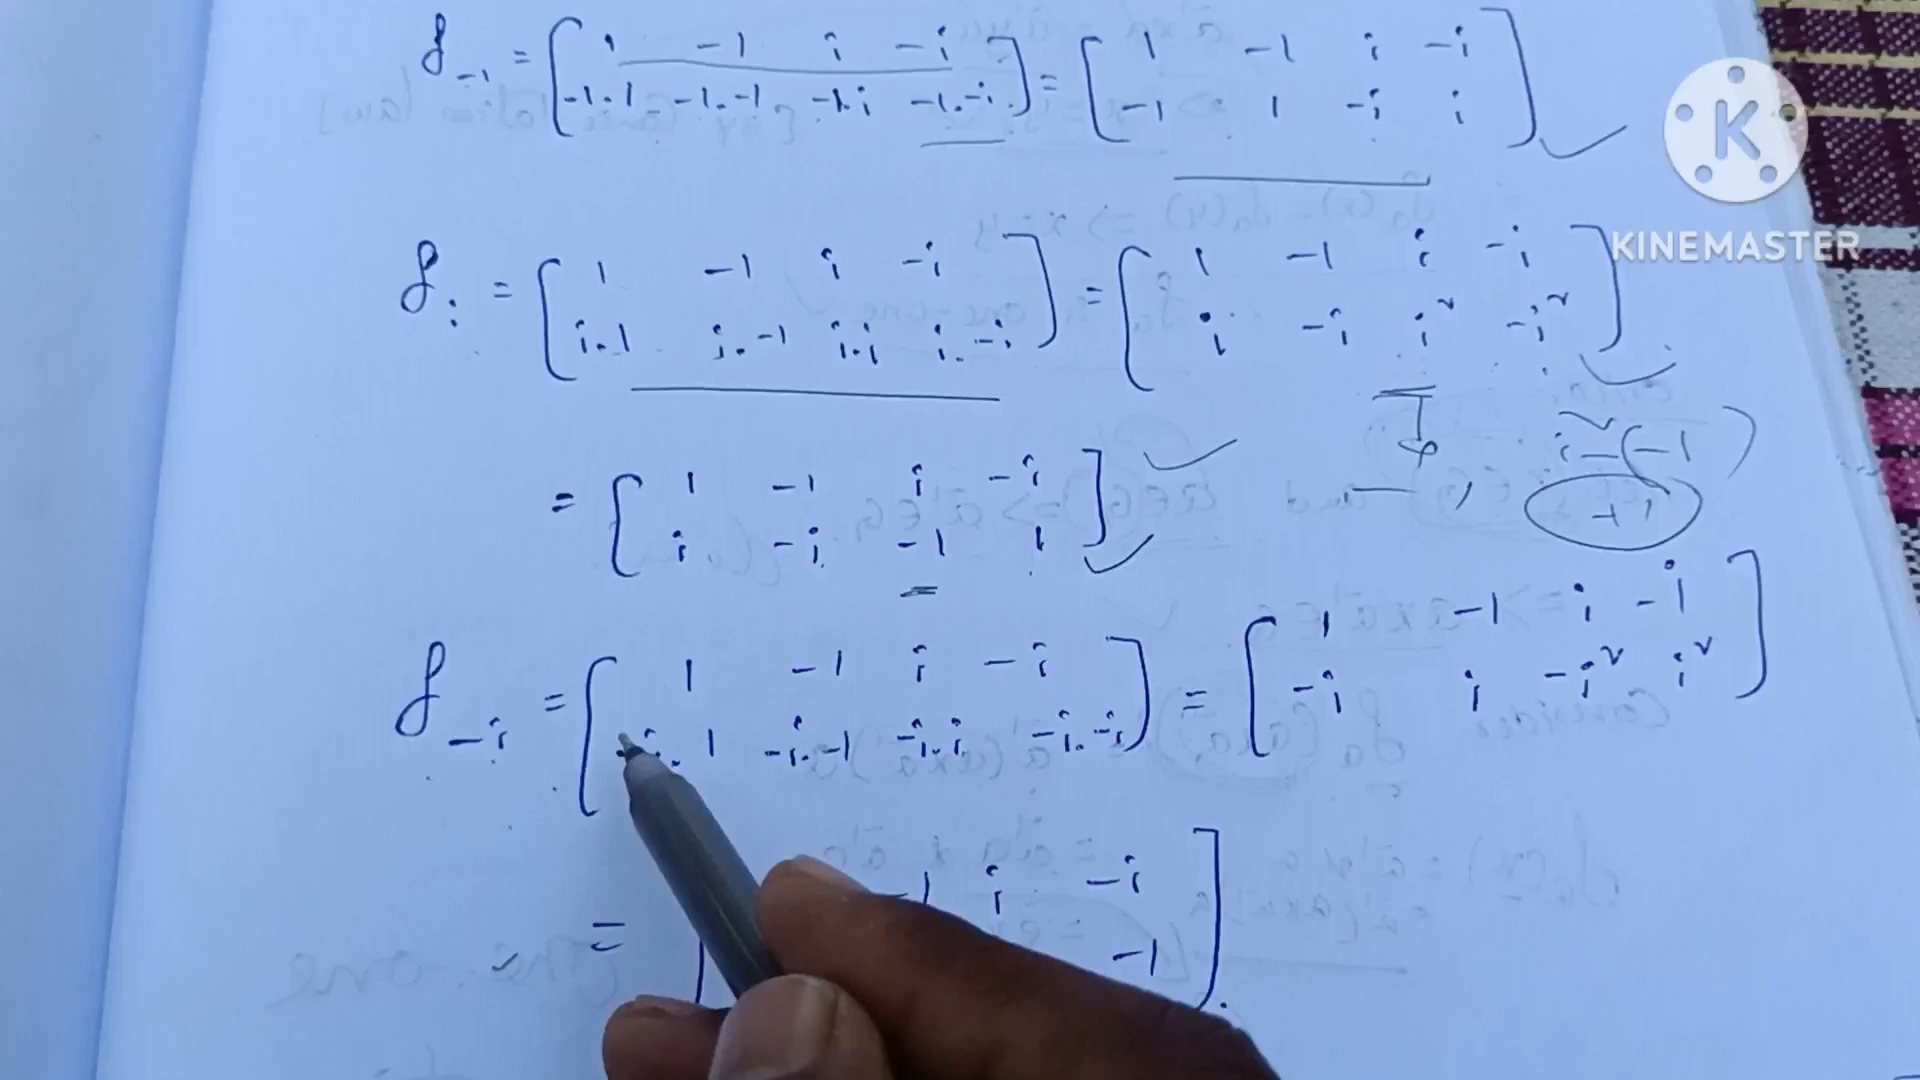 f₋₁ = [ 1 -1 i -i ] = [ 1 -1 i -i ]
[ -1.1 -1.-1 -1.i -1.-i ] [ -1 1 -i i ]
K
KINEMASTER
fᵢ = [ 1 -1 i -i ] = [ 1 -1 i -i ]
[ i.1 i.-1 i.i i.-i ] [ i -i i² -i² ]
= [ 1 -1 i -i ]
[ i -i -1 1 ]
f₋ᵢ = [ 1 -1 i -i ] = [ 1 -1 i -i ]
[ -i.1 -i.-1 -i.i -i.-i ] [ -i i -i² i² ]
= -1 i -i ]
-1 ]